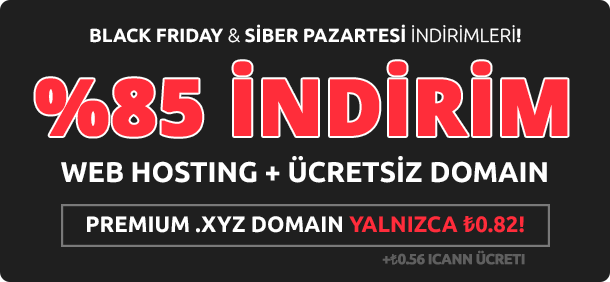 BLACK FRIDAY & SİBER PAZARTESİ İNDİRİMLERİ!
%85 İNDİRİM
WEB HOSTING + ÜCRETSİZ DOMAIN
PREMIUM .XYZ DOMAIN YALNIZCA ₺0.82!
+₺0.56 ICANN ÜCRETI